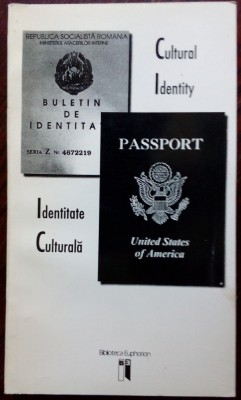 REPUBLICA SOCIALISTĂ ROMANIA
MINISTERUL AFACERILOR INTERNE
BULETIN
DE
IDENTITATE
SERIA Z Nr. 4672219
Cultural
Identity
PASSPORT
United States
of America
Identitate
Culturală
Biblioteca Euphorion